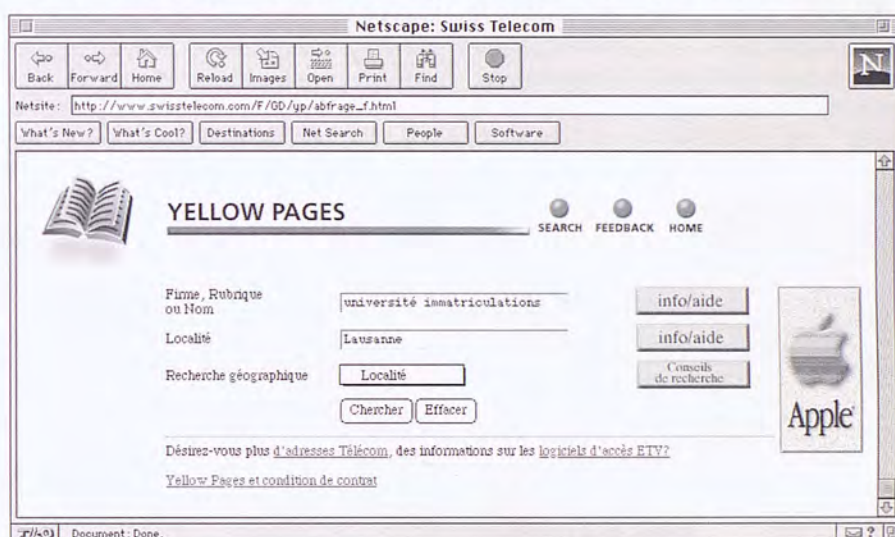 Netscape: Swiss Telecom
Back Forward Home Reload Images Open Print Find Stop
N
Netsite: http://www.swisstelecom.com/F/GD/yp/abfrage_f.html
What's New? What's Cool? Destinations Net Search People Software
YELLOW PAGES
SEARCH FEEDBACK HOME
Firme, Rubrique
ou Nom
université immatriculations
info/aide
Localité
Lausanne
info/aide
Recherche géographique
Localité
Conseils
de recherche
Chercher Effacer
Apple
Désirez-vous plus d'adresses Télécom, des informations sur les logiciels d'accès ETV?
Yellow Pages et condition de contrat
Document: Done.
?